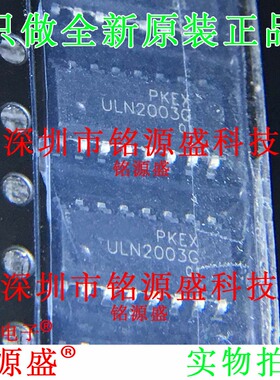 只做全新原装正品
PKEX
ULN2003G
深圳市铭源盛科技
铭源盛
PKEX
ULN2003G
深圳市铭源盛科技
电子® 铭源盛
源盛® 实物拍